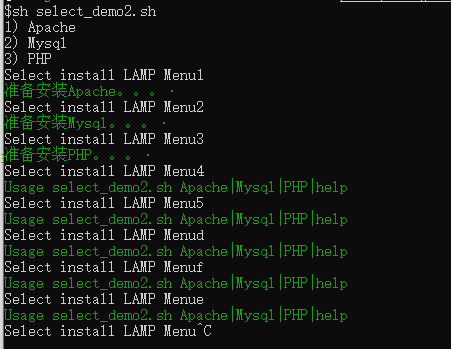 $sh select_demo2.sh
1) Apache
2) Mysql
3) PHP
Select install LAMP Menu1
准备安装Apache。。。.
Select install LAMP Menu2
准备安装Mysql。。。.
Select install LAMP Menu3
准备安装PHP。。。.
Select install LAMP Menu4
Usage select_demo2.sh Apache|Mysql|PHP|help
Select install LAMP Menu5
Usage select_demo2.sh Apache|Mysql|PHP|help
Select install LAMP Menud
Usage select_demo2.sh Apache|Mysql|PHP|help
Select install LAMP Menuf
Usage select_demo2.sh Apache|Mysql|PHP|help
Select install LAMP Menue
Usage select_demo2.sh Apache|Mysql|PHP|help
Select install LAMP Menu^C